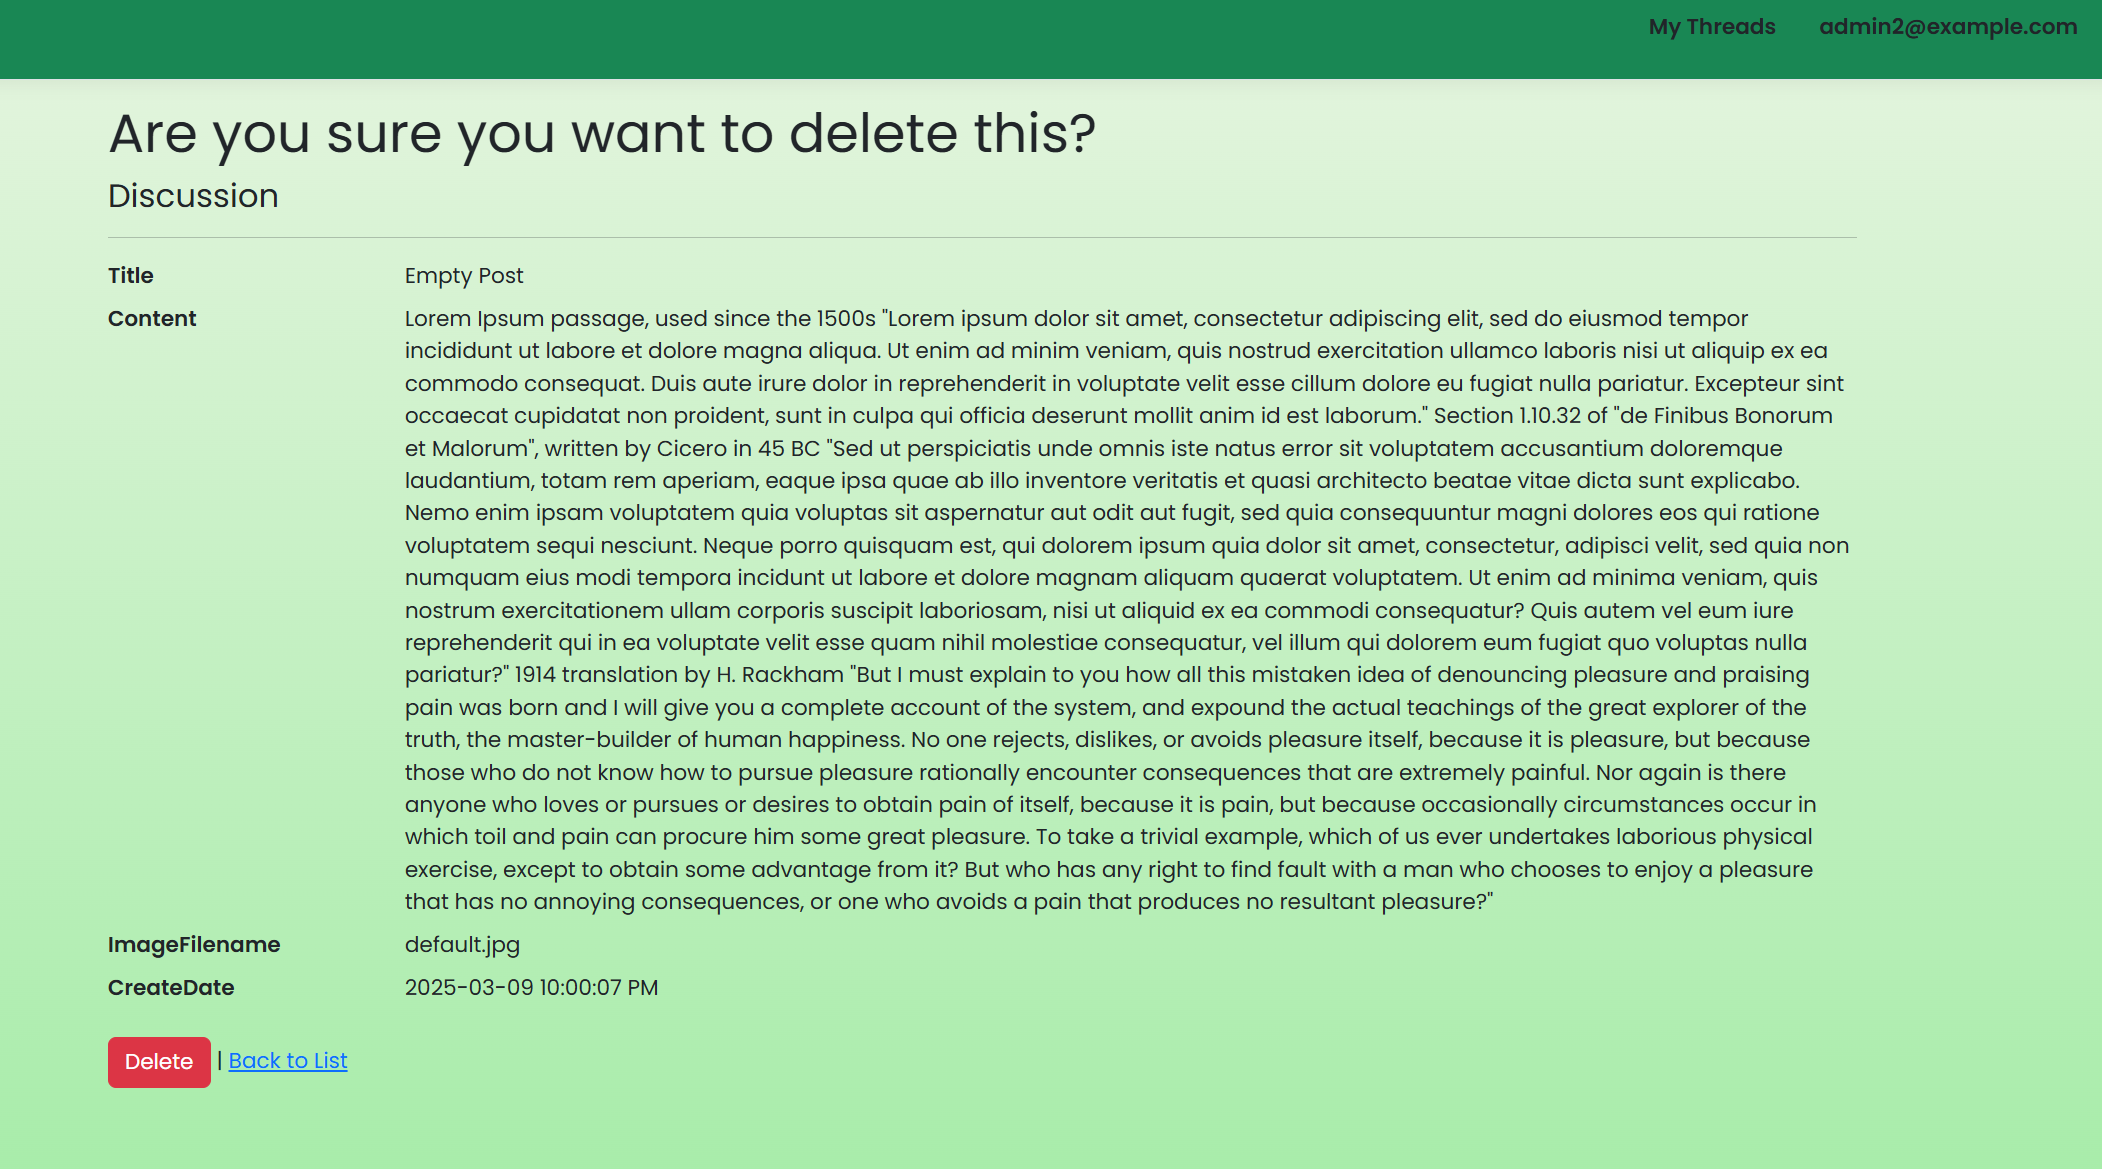 My Threads admin2@example.com
Are you sure you want to delete this?
Discussion
Title Empty Post
Content Lorem Ipsum passage, used since the 1500s "Lorem ipsum dolor sit amet, consectetur adipiscing elit, sed do eiusmod tempor
incididunt ut labore et dolore magna aliqua. Ut enim ad minim veniam, quis nostrud exercitation ullamco laboris nisi ut aliquip ex ea
commodo consequat. Duis aute irure dolor in reprehenderit in voluptate velit esse cillum dolore eu fugiat nulla pariatur. Excepteur sint
occaecat cupidatat non proident, sunt in culpa qui officia deserunt mollit anim id est laborum." Section 1.10.32 of "de Finibus Bonorum
et Malorum", written by Cicero in 45 BC "Sed ut perspiciatis unde omnis iste natus error sit voluptatem accusantium doloremque
laudantium, totam rem aperiam, eaque ipsa quae ab illo inventore veritatis et quasi architecto beatae vitae dicta sunt explicabo.
Nemo enim ipsam voluptatem quia voluptas sit aspernatur aut odit aut fugit, sed quia consequuntur magni dolores eos qui ratione
voluptatem sequi nesciunt. Neque porro quisquam est, qui dolorem ipsum quia dolor sit amet, consectetur, adipisci velit, sed quia non
numquam eius modi tempora incidunt ut labore et dolore magnam aliquam quaerat voluptatem. Ut enim ad minima veniam, quis
nostrum exercitationem ullam corporis suscipit laboriosam, nisi ut aliquid ex ea commodi consequatur? Quis autem vel eum iure
reprehenderit qui in ea voluptate velit esse quam nihil molestiae consequatur, vel illum qui dolorem eum fugiat quo voluptas nulla
pariatur?" 1914 translation by H. Rackham "But I must explain to you how all this mistaken idea of denouncing pleasure and praising
pain was born and I will give you a complete account of the system, and expound the actual teachings of the great explorer of the
truth, the master-builder of human happiness. No one rejects, dislikes, or avoids pleasure itself, because it is pleasure, but because
those who do not know how to pursue pleasure rationally encounter consequences that are extremely painful. Nor again is there
anyone who loves or pursues or desires to obtain pain of itself, because it is pain, but because occasionally circumstances occur in
which toil and pain can procure him some great pleasure. To take a trivial example, which of us ever undertakes laborious physical
exercise, except to obtain some advantage from it? But who has any right to find fault with a man who chooses to enjoy a pleasure
that has no annoying consequences, or one who avoids a pain that produces no resultant pleasure?"
ImageFilename default.jpg
CreateDate 2025-03-09 10:00:07 PM
Delete | Back to List